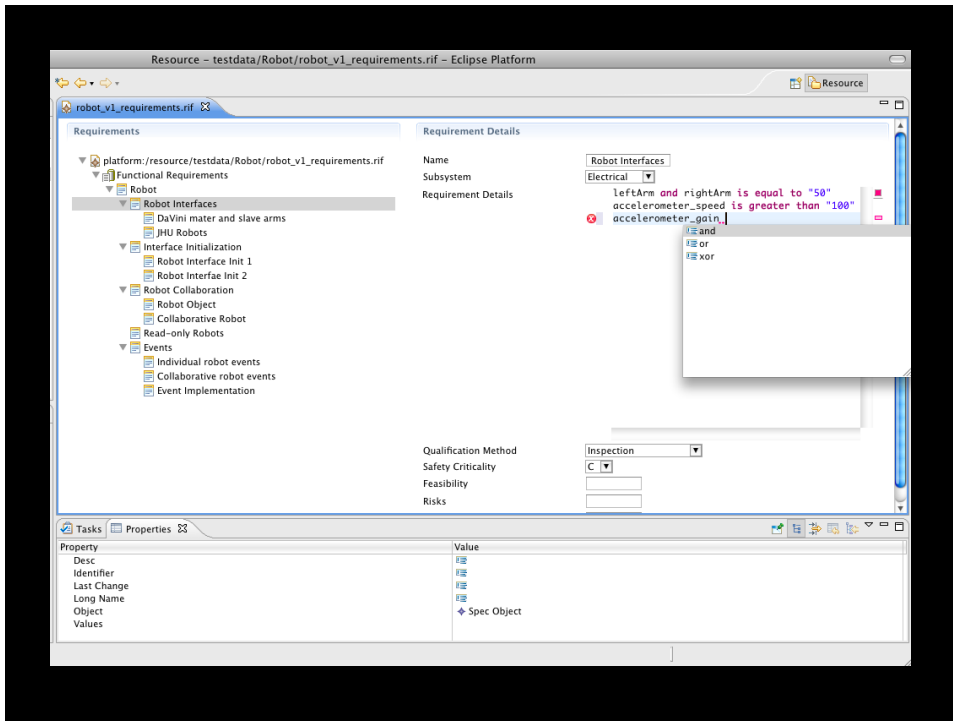 Resource – testdata/Robot/robot_v1_requirements.rif – Eclipse Platform
Resource
robot_v1_requirements.rif
Requirements
platform:/resource/testdata/Robot/robot_v1_requirements.rif
Functional Requirements
Robot
Robot Interfaces
DaVini mater and slave arms
JHU Robots
Interface Initialization
Robot Interface Init 1
Robot Interfae Init 2
Robot Collaboration
Robot Object
Collaborative Robot
Read-only Robots
Events
Individual robot events
Collaborative robot events
Event Implementation
Requirement Details
Name Robot Interfaces
Subsystem Electrical
Requirement Details
leftArm and rightArm is equal to "50"
accelerometer_speed is greater than "100"
accelerometer_gain
and
or
xor
Qualification Method Inspection
Safety Criticality C
Feasibility
Risks
Tasks Properties
Property Value
Desc
Identifier
Last Change
Long Name
Object Spec Object
Values